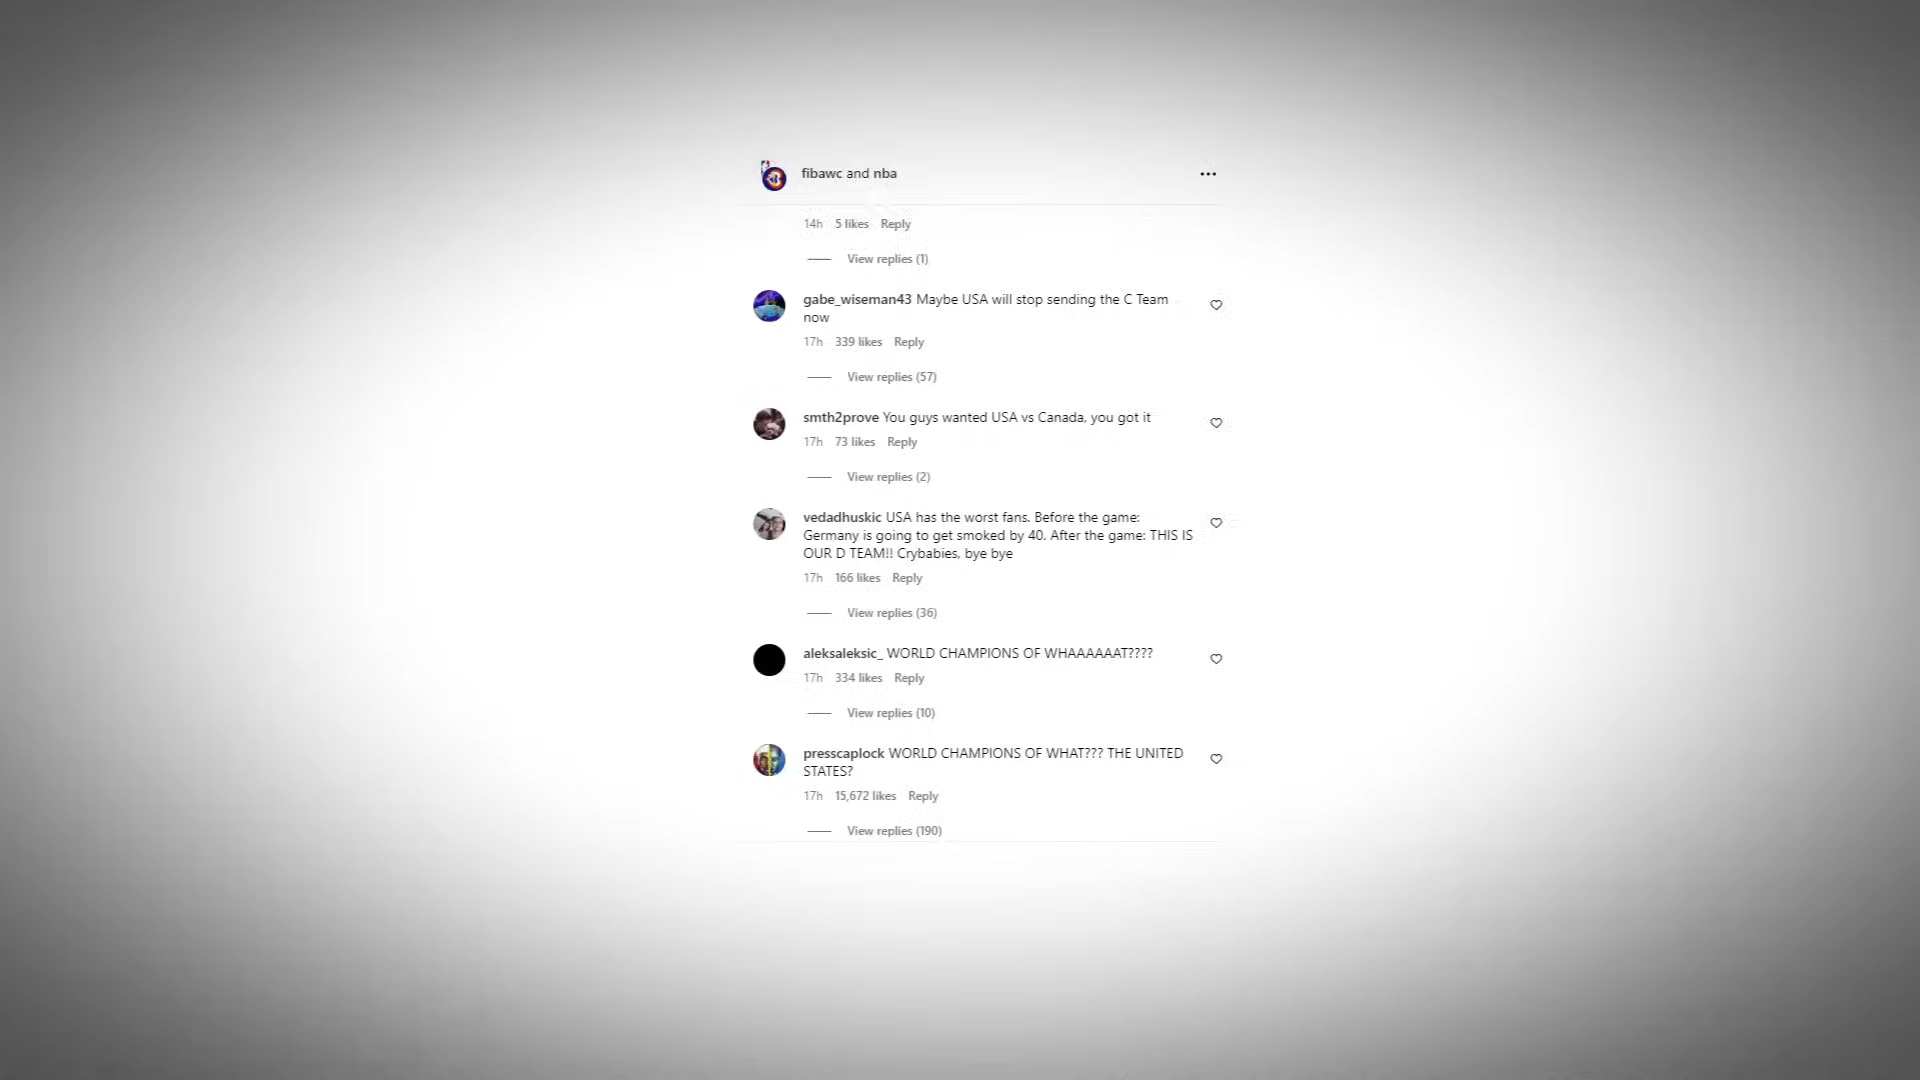 fibawc and nba
14h 5 likes Reply
View replies (1)
gabe_wiseman43 Maybe USA will stop sending the C Team
now
17h 339 likes Reply
View replies (57)
smth2prove You guys wanted USA vs Canada, you got it
17h 73 likes Reply
View replies (2)
vedadhuskic USA has the worst fans. Before the game:
Germany is going to get smoked by 40. After the game: THIS IS
OUR D TEAM!! Crybabies, bye bye
17h 166 likes Reply
View replies (36)
aleksaleksic_ WORLD CHAMPIONS OF WHAAAAAAT????
17h 334 likes Reply
View replies (10)
presscaplock WORLD CHAMPIONS OF WHAT??? THE UNITED
STATES?
17h 15,672 likes Reply
View replies (190)